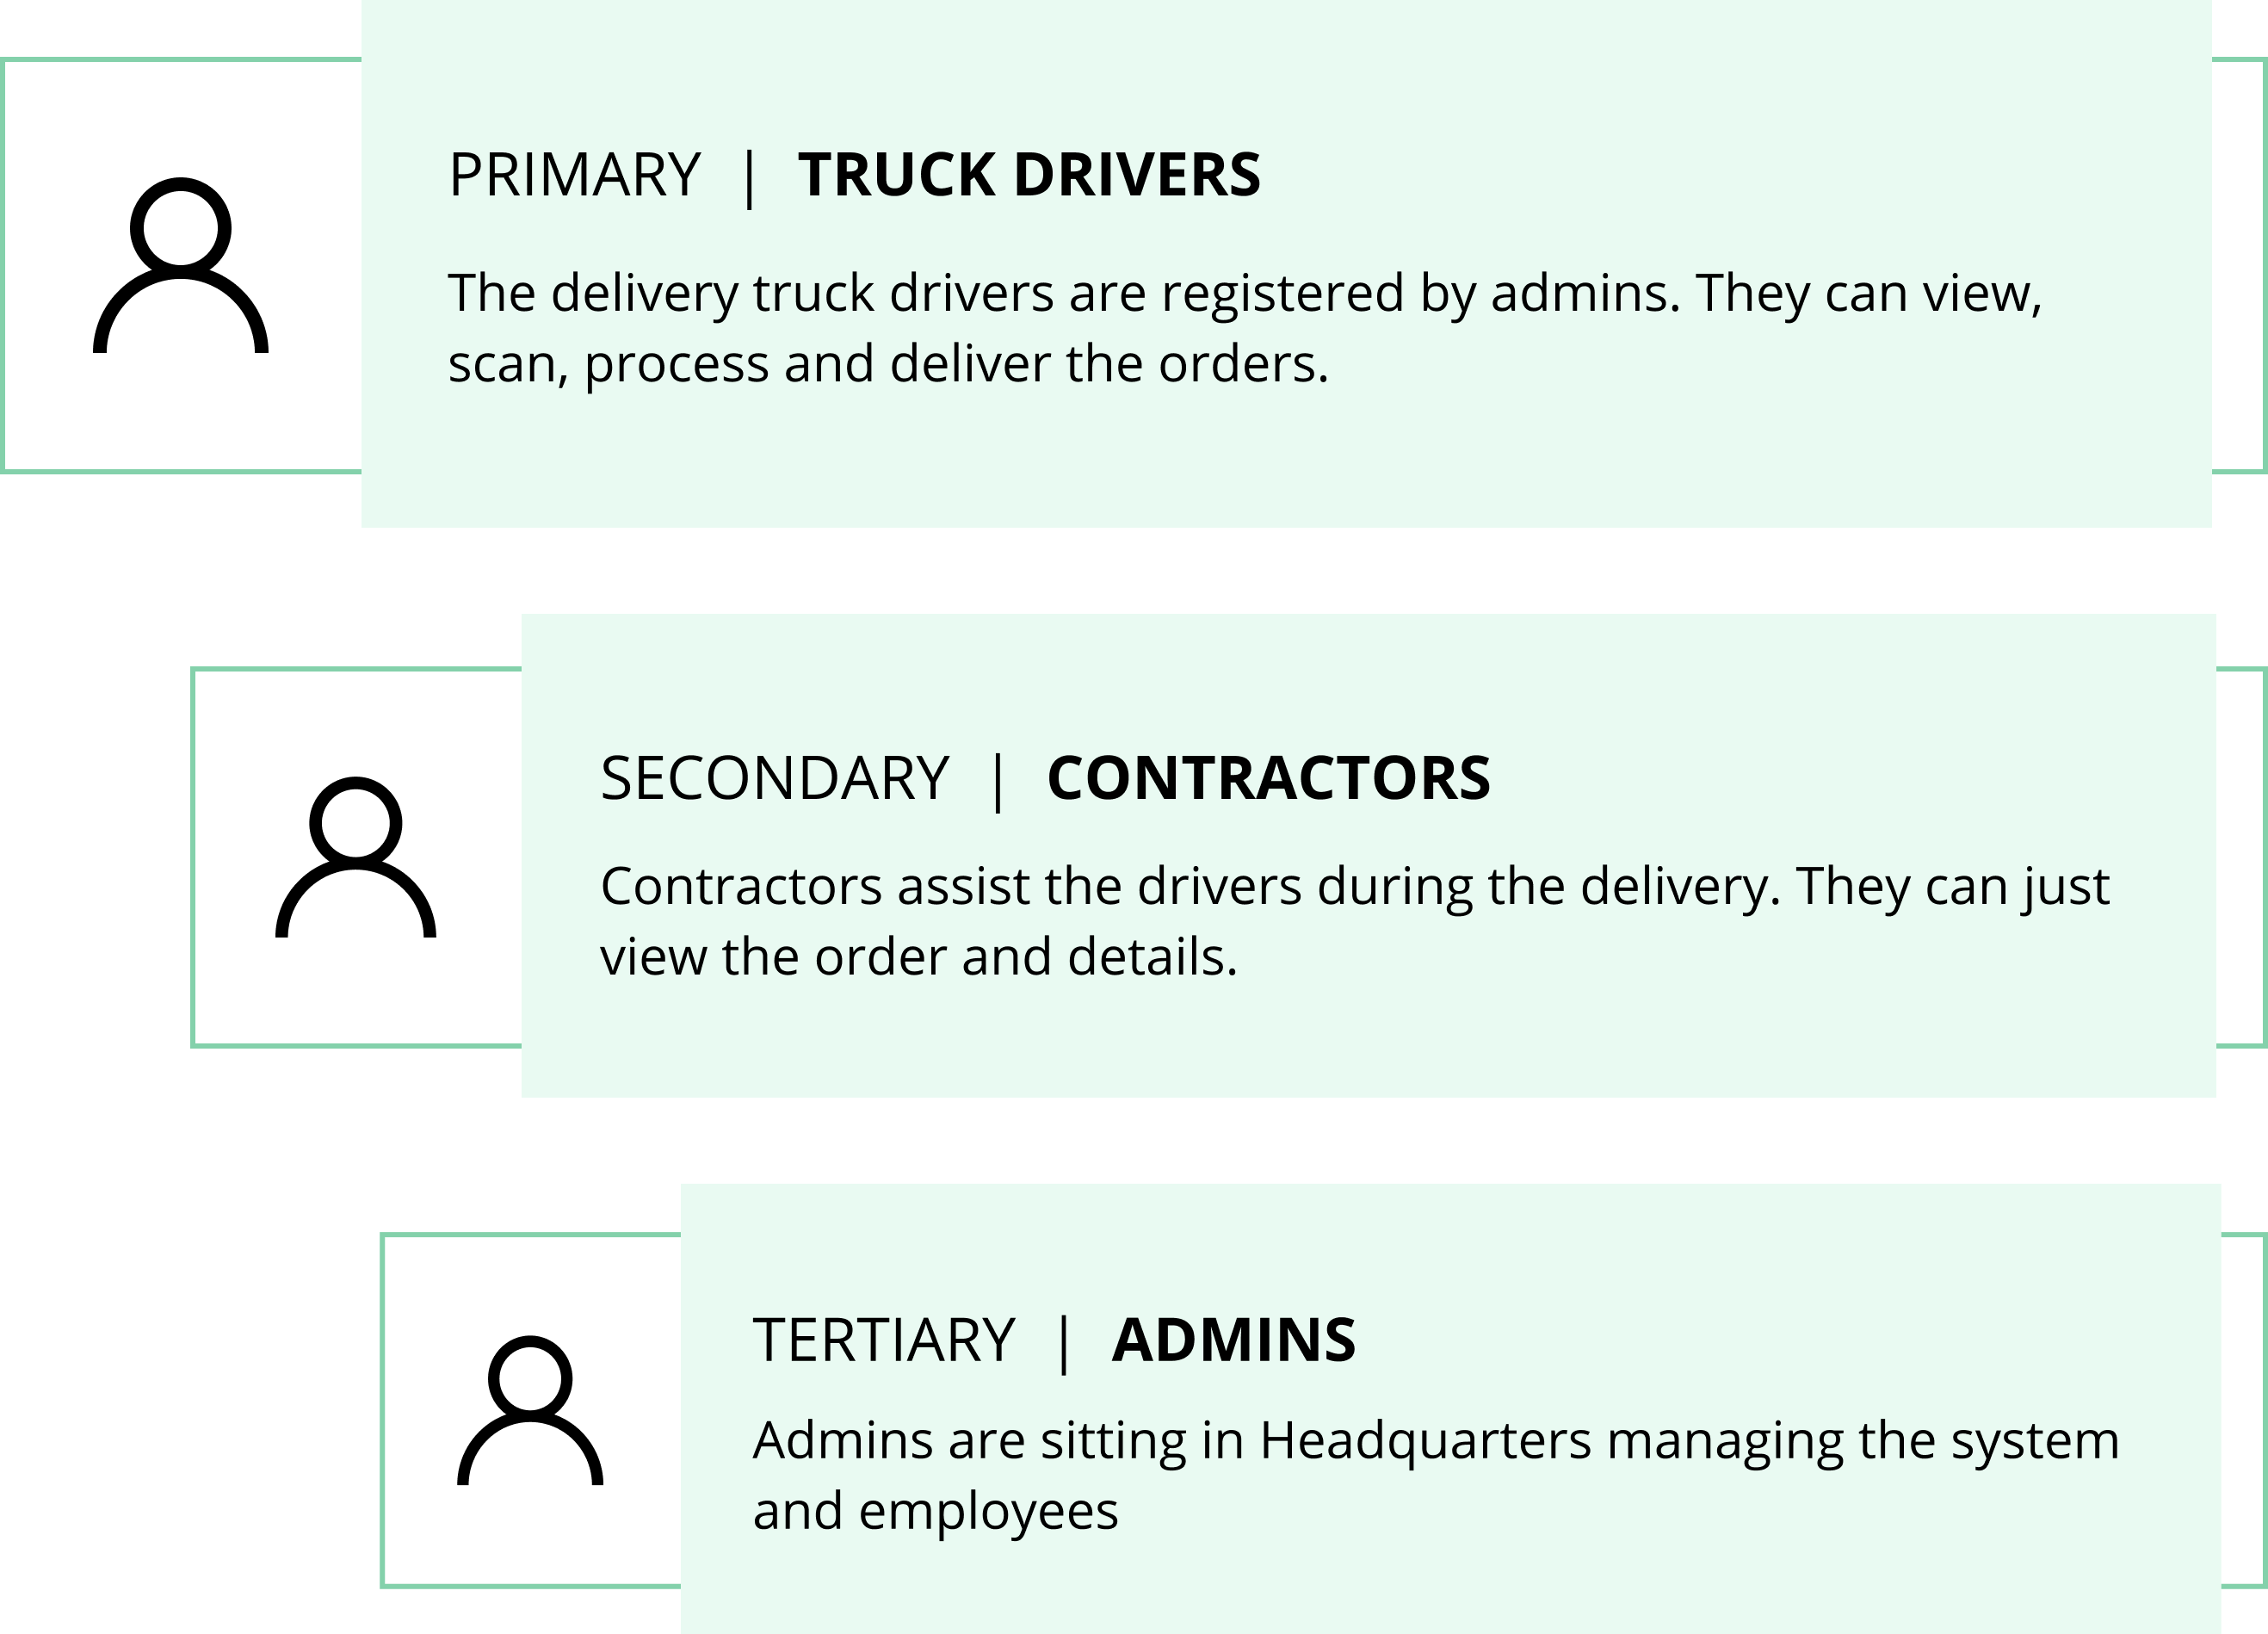 PRIMARY | TRUCK DRIVERS
The delivery truck drivers are registered by admins. They can view,
scan, process and deliver the orders.
SECONDARY | CONTRACTORS
Contractors assist the drivers during the delivery. They can just
view the order and details.
TERTIARY | ADMINS
Admins are sitting in Headquarters managing the system
and employees